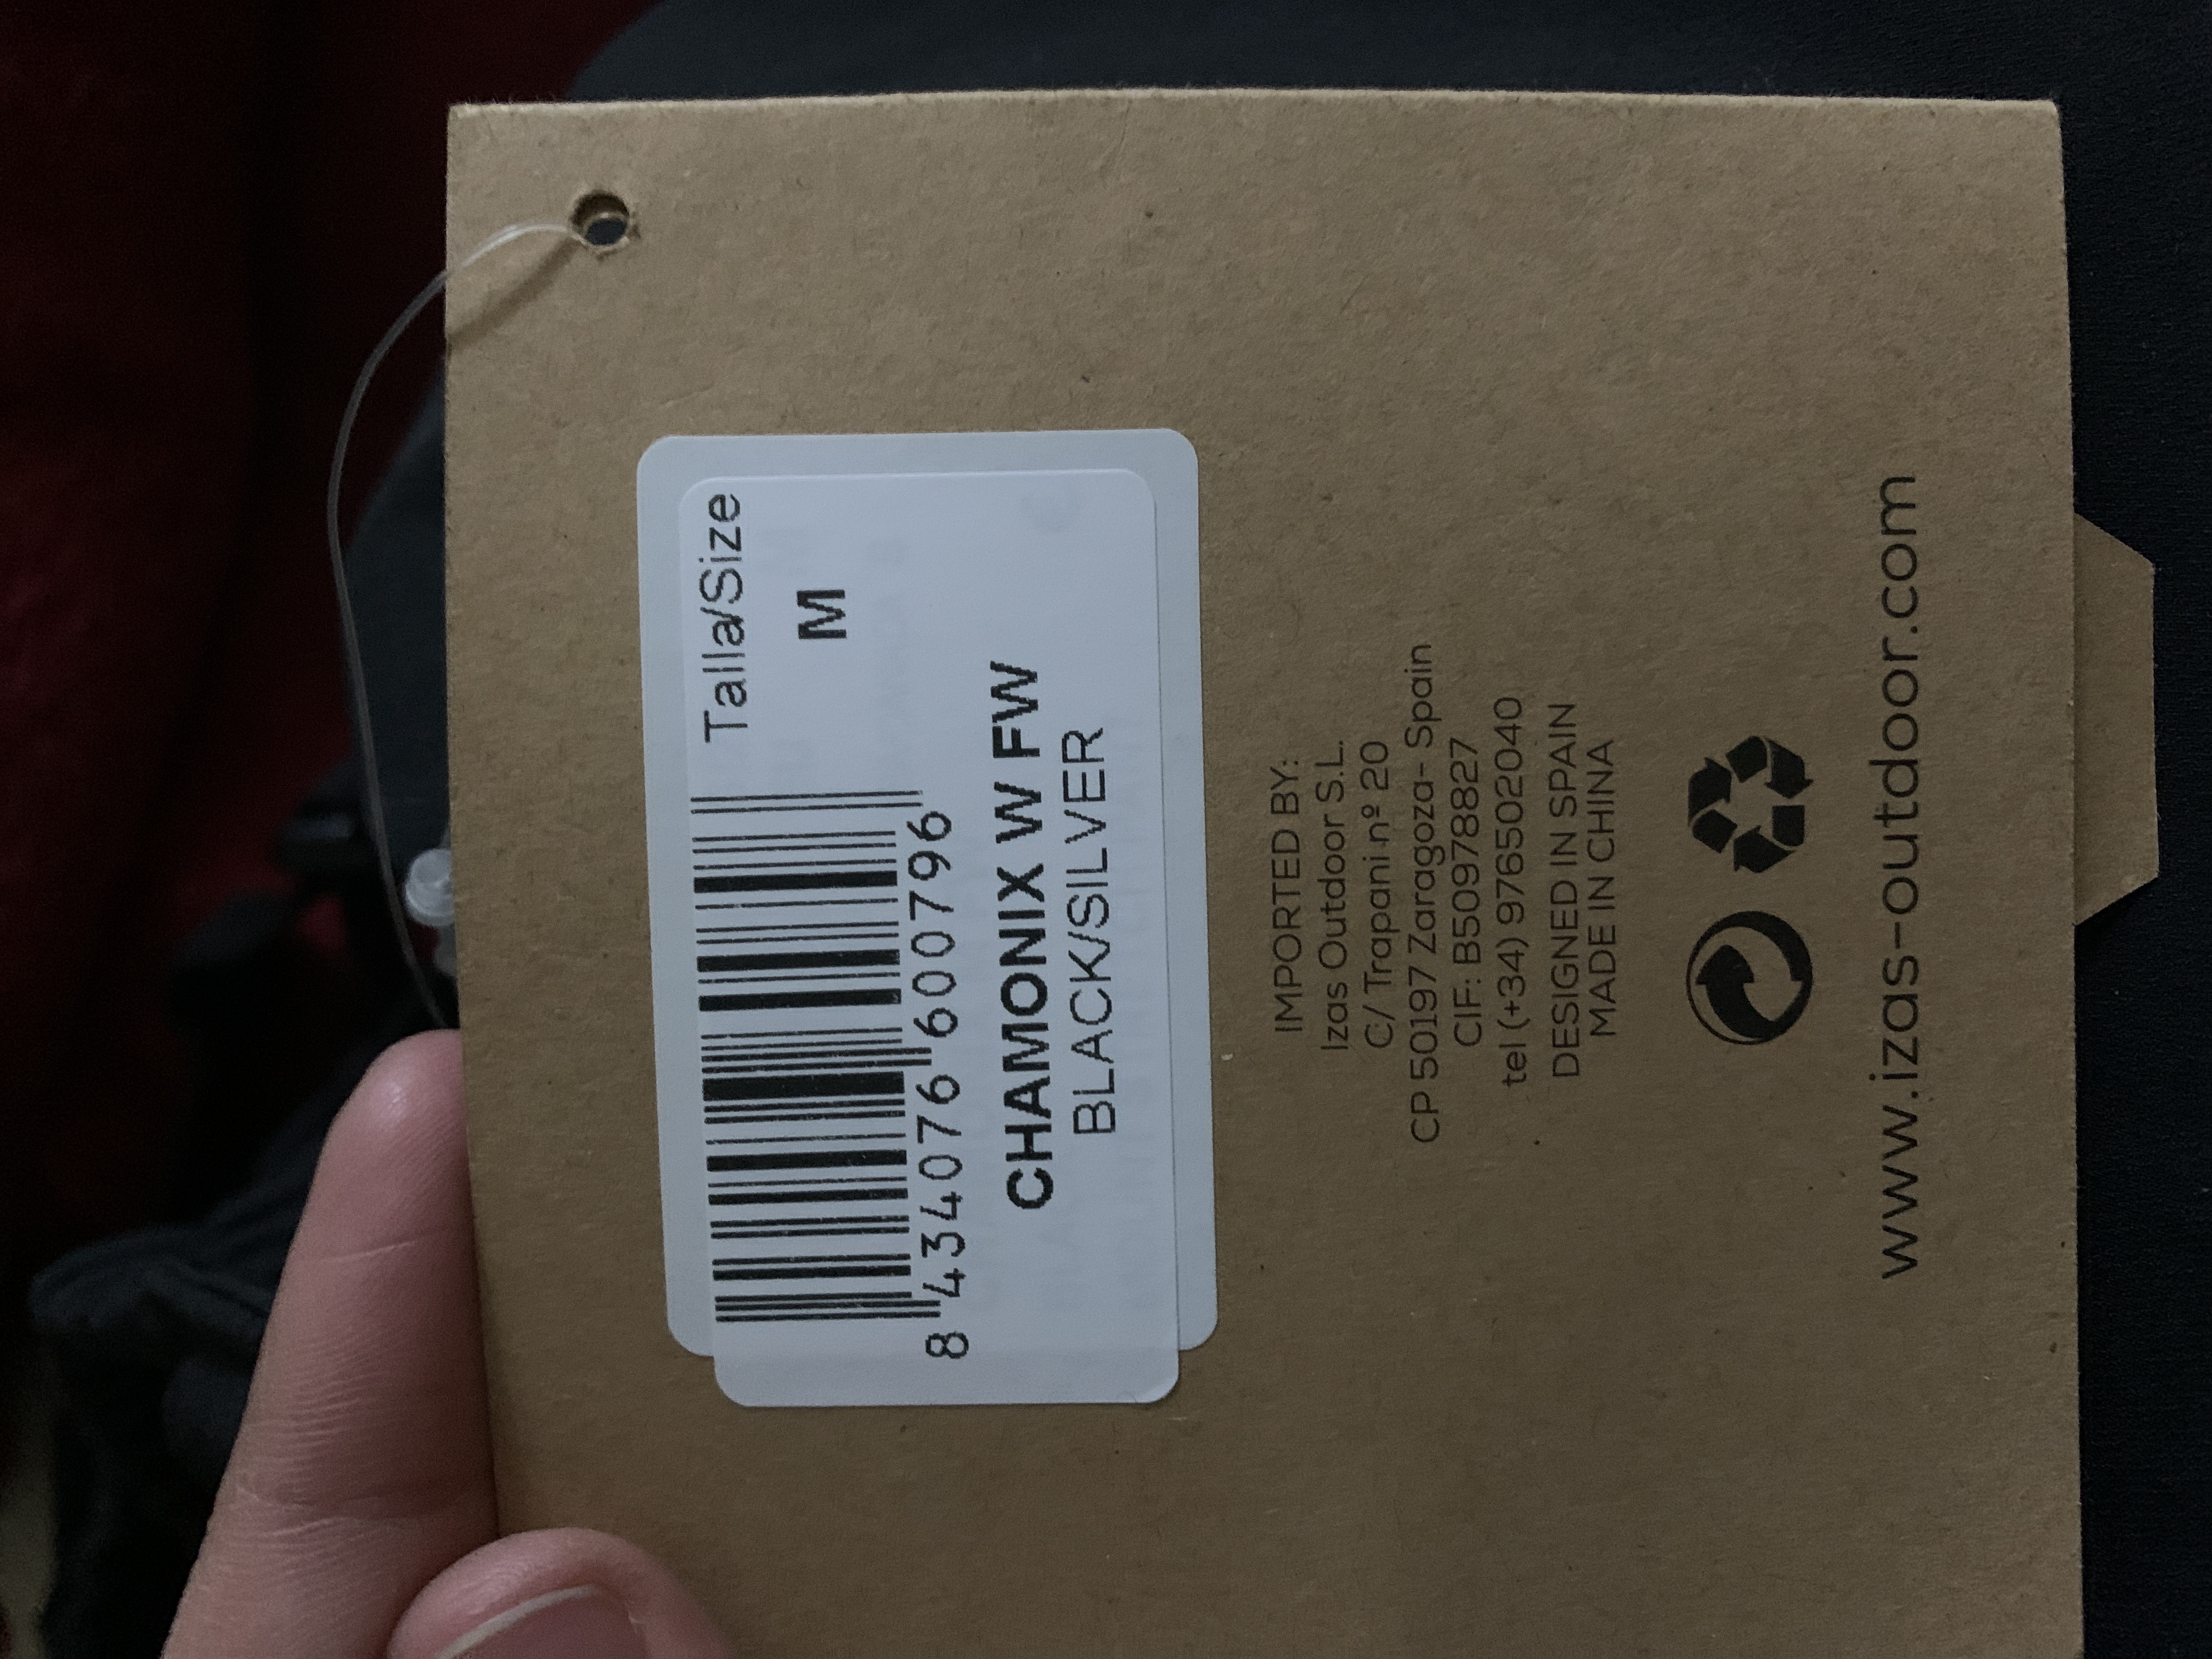 Talla/Size
M
8 434076 600796
CHAMONIX W FW
BLACK/SILVER
IMPORTED BY:
Izas Outdoor S.L.
C/ Trapani nº 20
CP 50197 Zaragoza- Spain
CIF: B50978827
tel (+34) 976502040
DESIGNED IN SPAIN
MADE IN CHINA
www.izas-outdoor.com